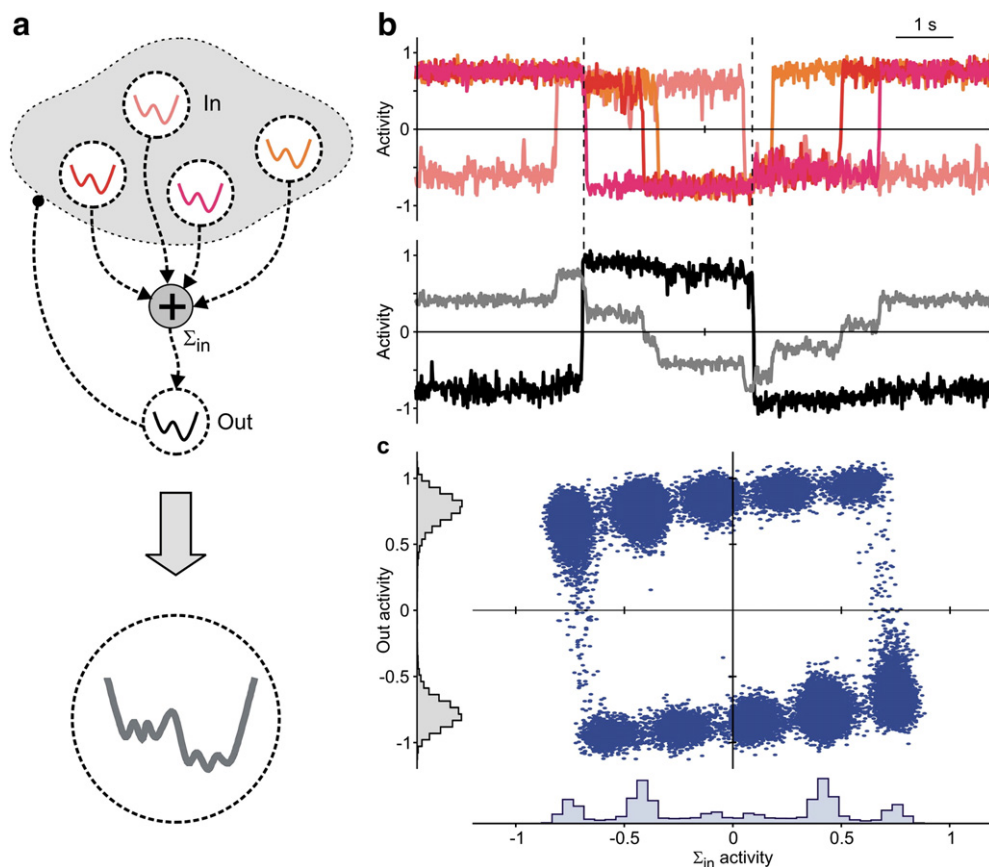 a
In
+
Σin
Out
b
1 s
1
0
-1
Activity
1
0
-1
Activity
c
1
0.5
0
-0.5
-1
Out activity
-1
-0.5
0
0.5
1
Σin activity